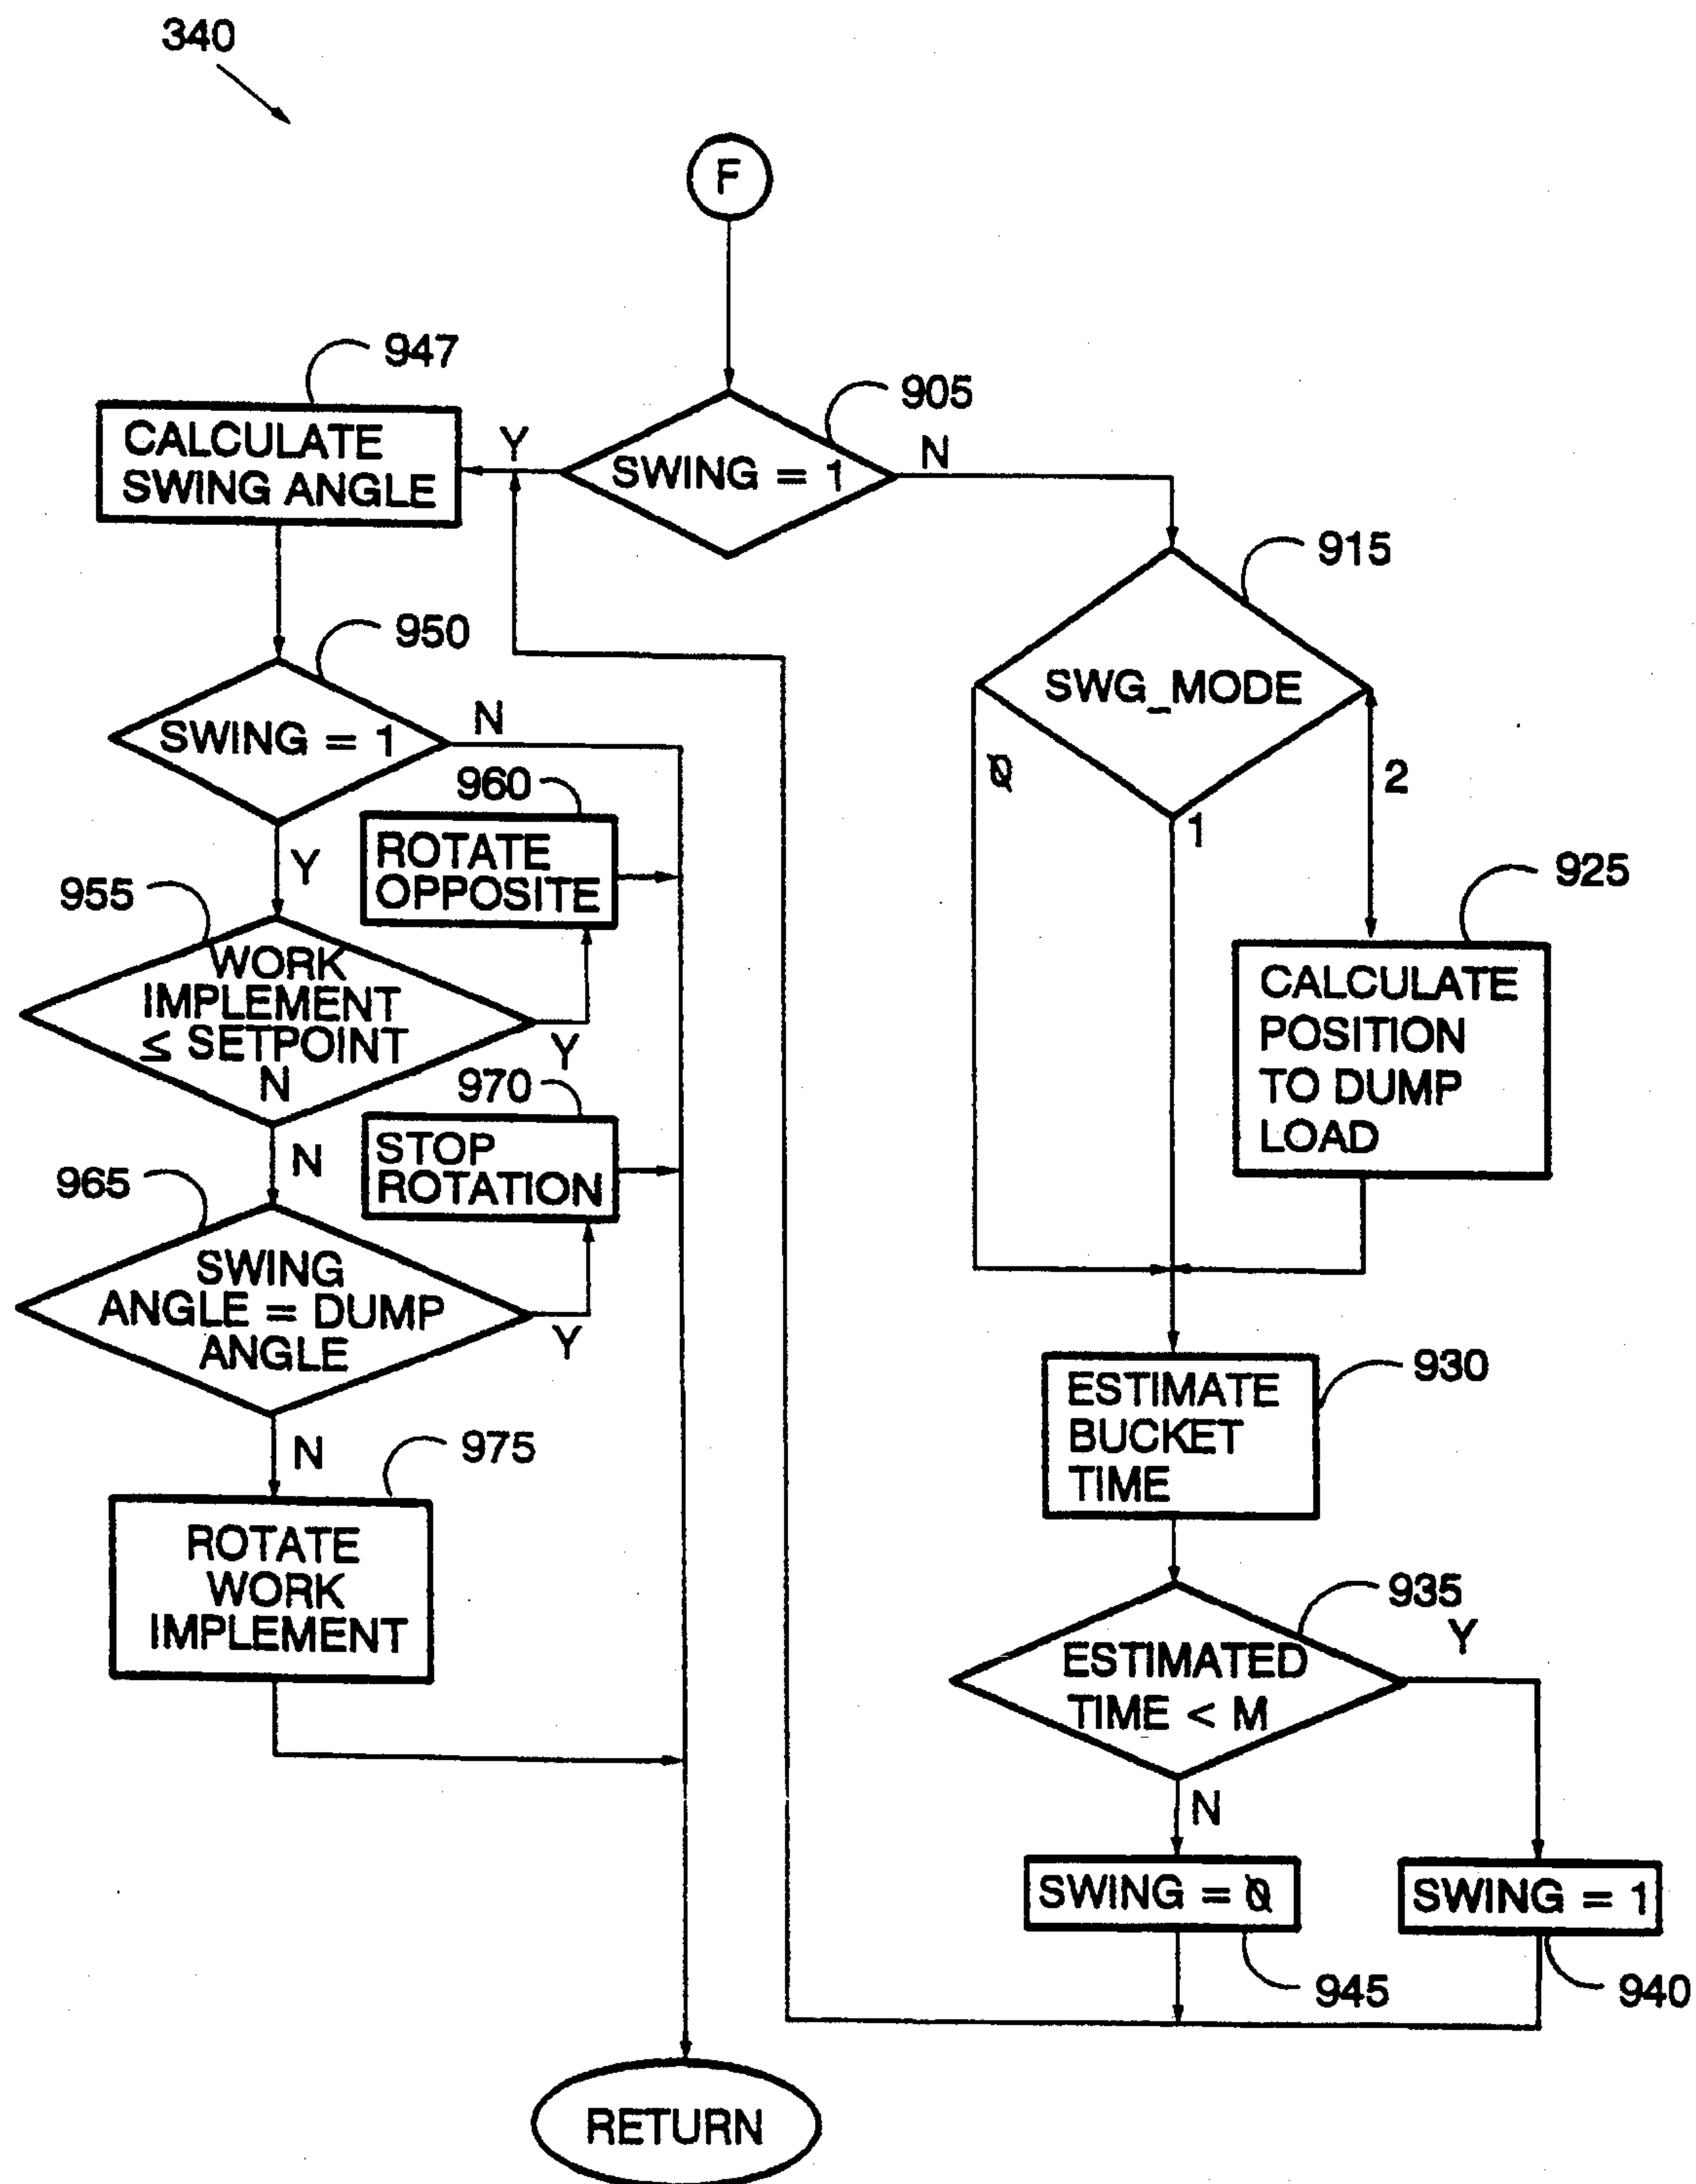 340
F
947
905
CALCULATE
SWING ANGLE
Y
SWING = 1
N
915
950
SWG_MODE
SWING = 1
N
0
2
1
960
ROTATE
OPPOSITE
Y
955
925
WORK
IMPLEMENT
≤ SETPOINT
N
Y
CALCULATE
POSITION
TO DUMP
LOAD
970
STOP
ROTATION
N
965
SWING
ANGLE = DUMP
ANGLE
Y
930
ESTIMATE
BUCKET
TIME
N
975
ROTATE
WORK
IMPLEMENT
935
Y
ESTIMATED
TIME < M
N
SWING = 0
SWING = 1
945
940
RETURN